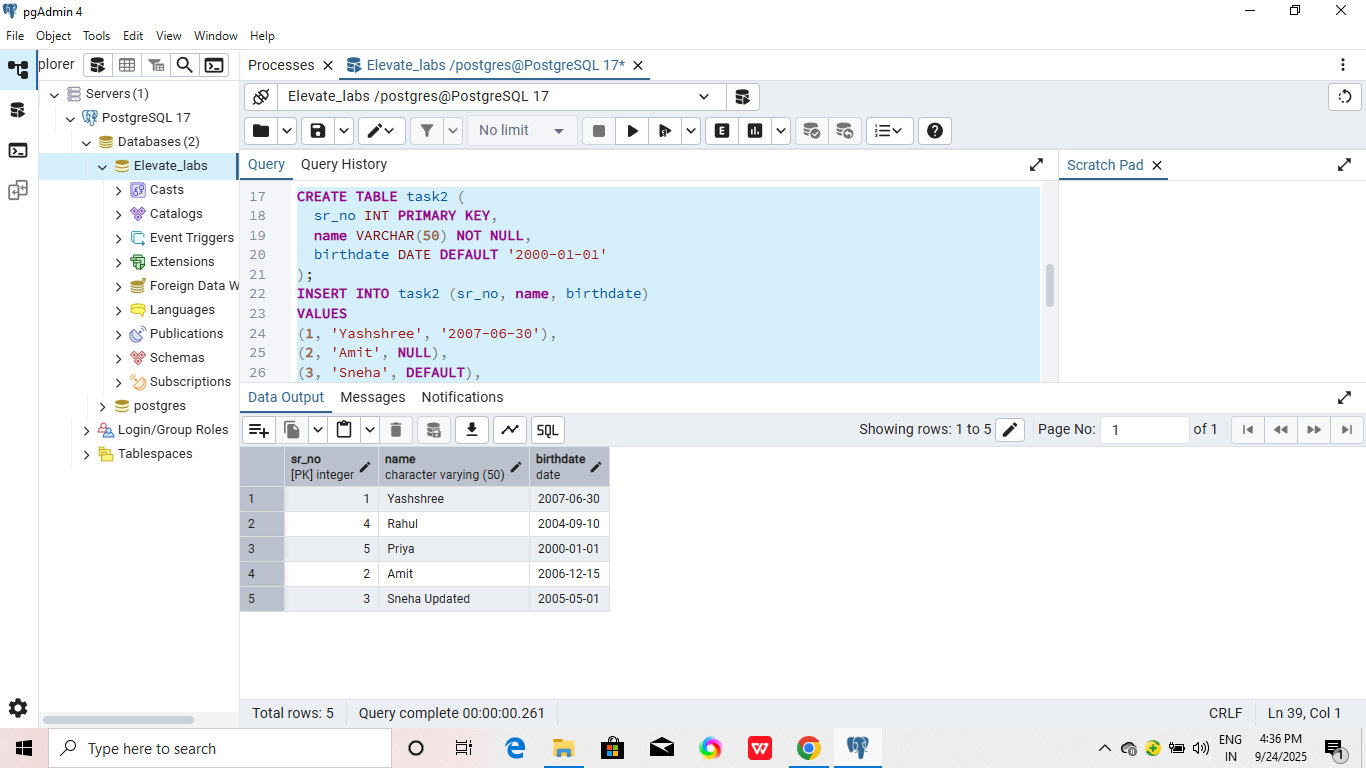 pgAdmin 4
File Object Tools Edit View Window Help
plorer
Processes
Elevate_labs /postgres@PostgreSQL 17*
Servers (1)
PostgreSQL 17
Databases (2)
Elevate_labs
Casts
Catalogs
Event Triggers
Extensions
Foreign Data W
Languages
Publications
Schemas
Subscriptions
postgres
Login/Group Roles
Tablespaces
Elevate_labs /postgres@PostgreSQL 17
No limit
E
Query Query History
Scratch Pad
17 CREATE TABLE task2 (
18 sr_no INT PRIMARY KEY,
19 name VARCHAR(50) NOT NULL,
20 birthdate DATE DEFAULT '2000-01-01'
21 );
22 INSERT INTO task2 (sr_no, name, birthdate)
23 VALUES
24 (1, 'Yashshree', '2007-06-30'),
25 (2, 'Amit', NULL),
26 (3, 'Sneha', DEFAULT),
Data Output Messages Notifications
SQL
Showing rows: 1 to 5
Page No: 1 of 1
sr_no name birthdate
[PK] integer character varying (50) date
1 1 Yashshree 2007-06-30
2 4 Rahul 2004-09-10
3 5 Priya 2000-01-01
4 2 Amit 2006-12-15
5 3 Sneha Updated 2005-05-01
Total rows: 5 Query complete 00:00:00.261 CRLF Ln 39, Col 1
Type here to search
W
ENG
IN
4:36 PM
9/24/2025
1